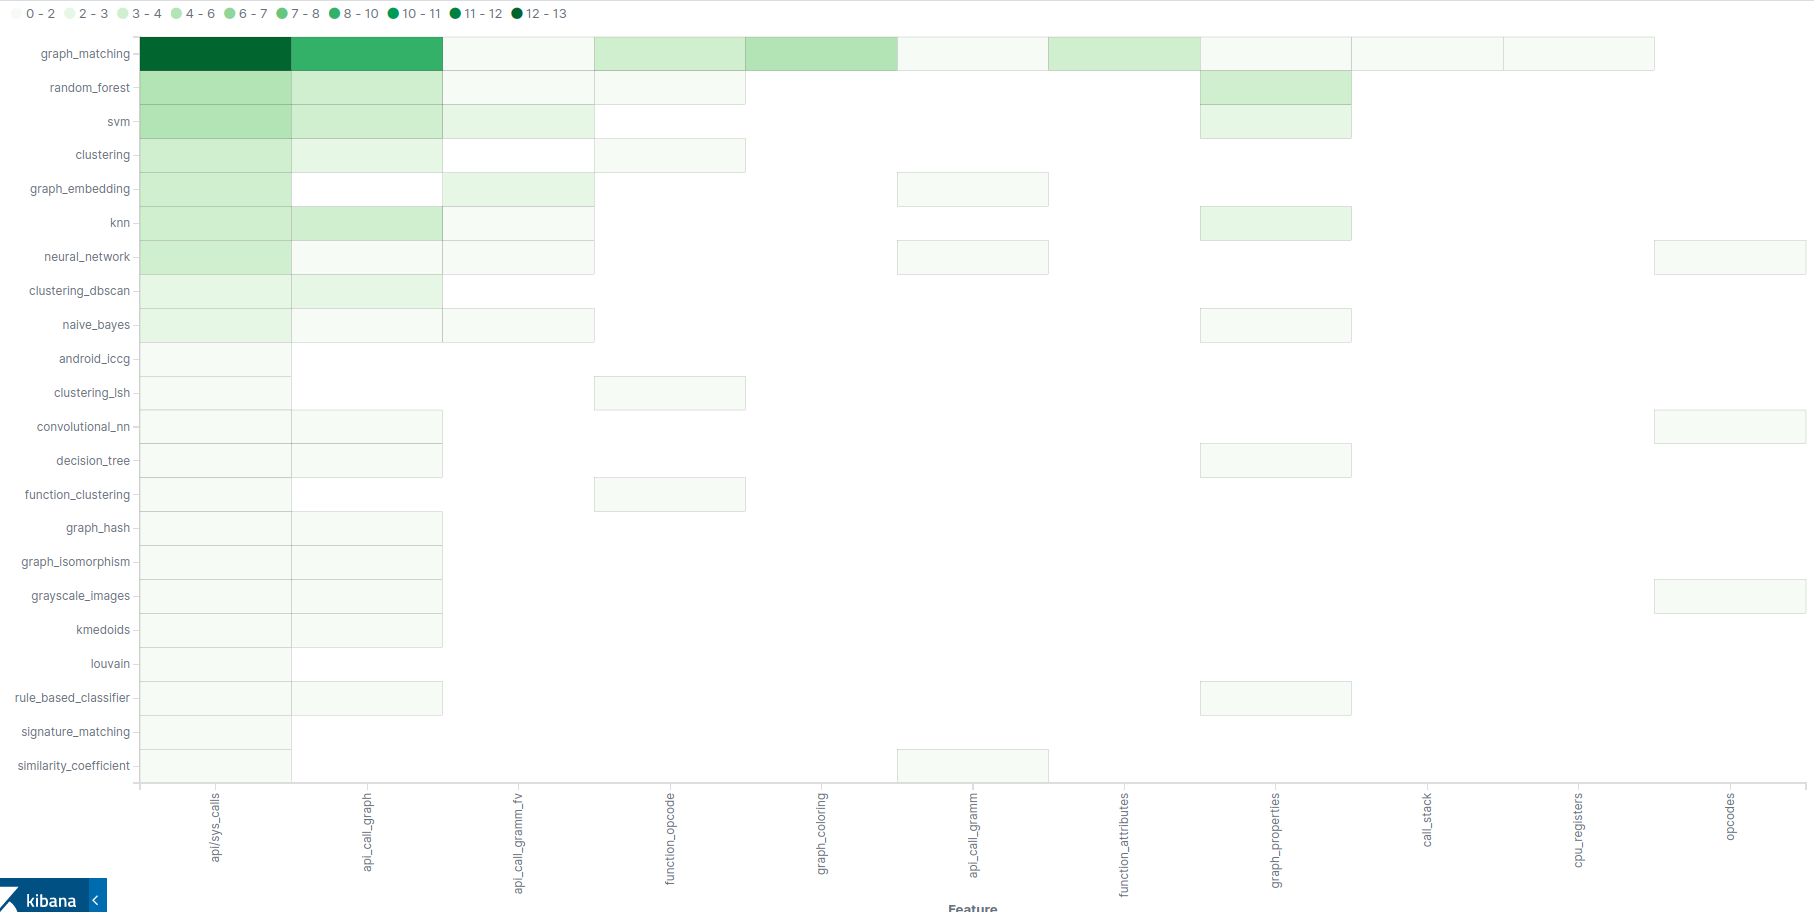 0 - 2 2 - 3 3 - 4 4 - 6 6 - 7 7 - 8 8 - 10 10 - 11 11 - 12 12 - 13
graph_matching
random_forest
svm
clustering
graph_embedding
knn
neural_network
clustering_dbscan
naive_bayes
android_iccg
clustering_lsh
convolutional_nn
decision_tree
function_clustering
graph_hash
graph_isomorphism
grayscale_images
kmedoids
louvain
rule_based_classifier
signature_matching
similarity_coefficient
api/sys_calls
api_call_graph
api_call_gramm_fv
function_opcode
graph_coloring
api_call_gramm
function_attributes
graph_properties
call_stack
cpu_registers
opcodes
Feature
kibana